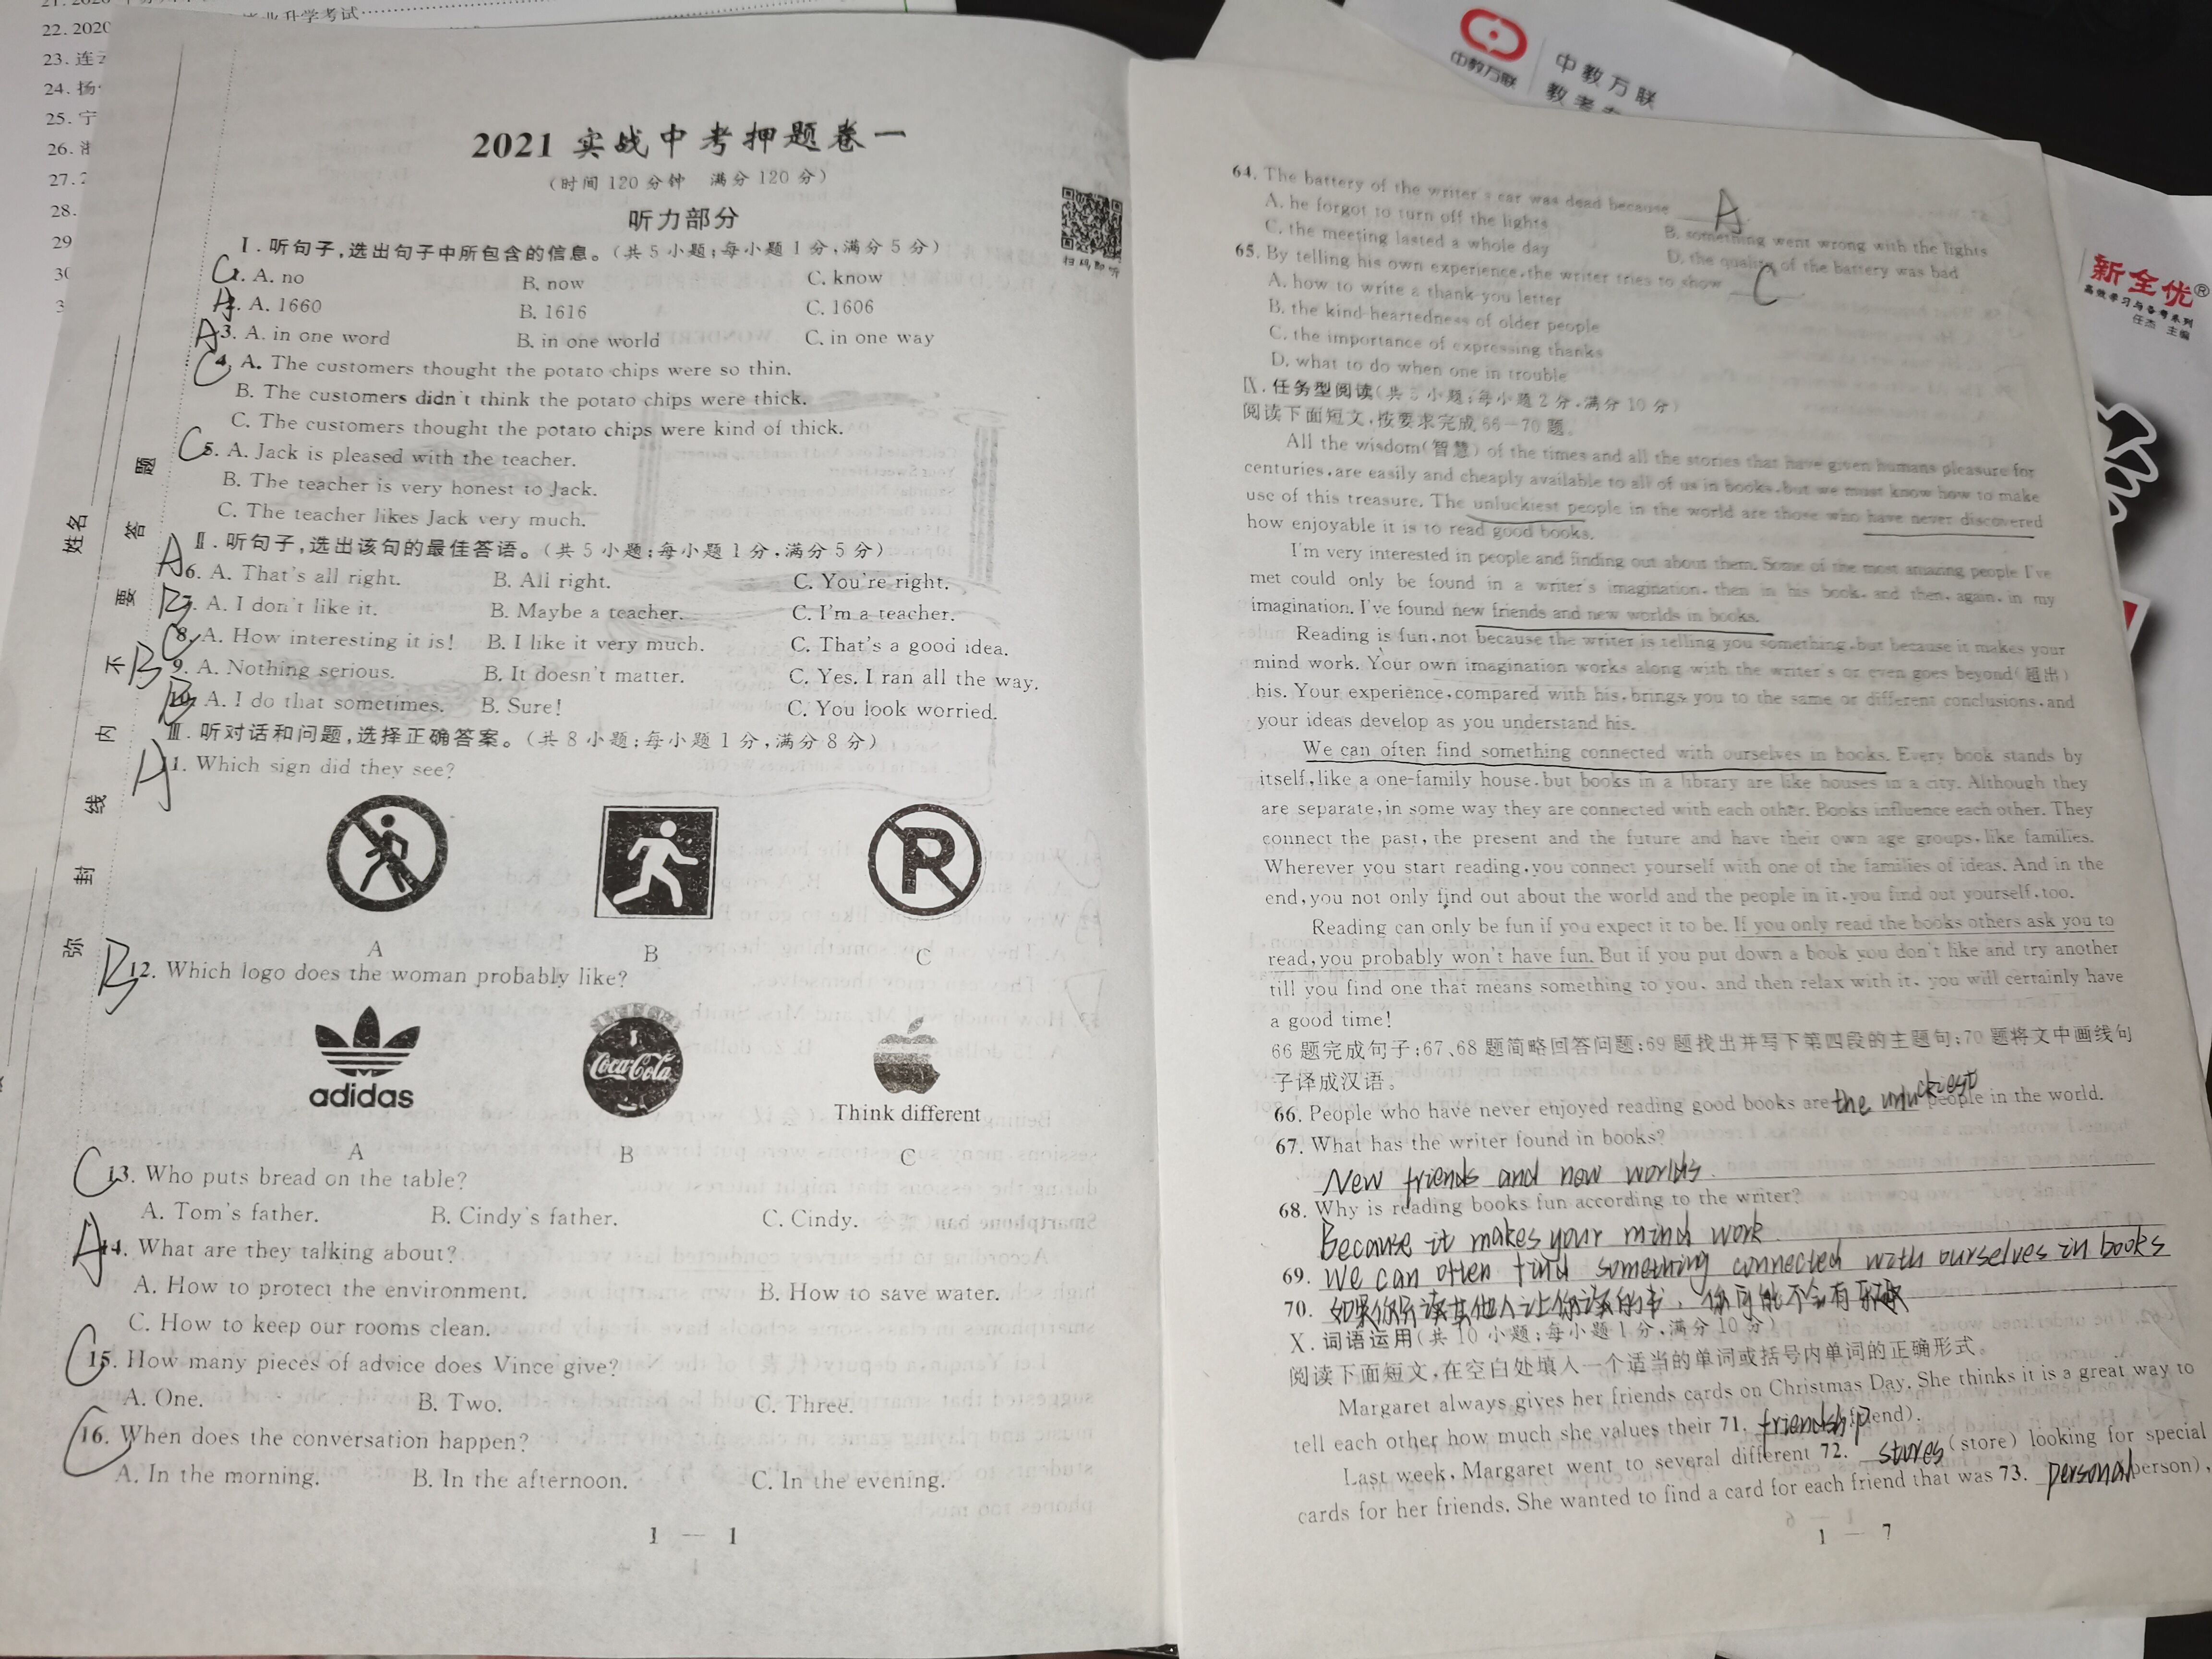 22. 2020
23. 连
24. 扬
25. 宁
26.
27. 2
28.
29
30
3
毕业升学考试
中教万联
中教万联
新全优®
高效学习与备考系列
任杰 主编
姓名
弥 封 线 内 不 要 答 题
2021 实战中考押题卷一
(时间 120 分钟 满分 120 分)
扫码即听
听力部分
Ⅰ. 听句子,选出句子中所包含的信息。(共 5 小题;每小题 1 分,满分 5 分)
C 1. A. no B. now C. know
A 2. A. 1660 B. 1616 C. 1606
A 3. A. in one word B. in one world C. in one way
C 4. A. The customers thought the potato chips were so thin.
B. The customers didn't think the potato chips were thick.
C. The customers thought the potato chips were kind of thick.
C 5. A. Jack is pleased with the teacher.
B. The teacher is very honest to Jack.
C. The teacher likes Jack very much.
Ⅱ. 听句子,选出该句的最佳答语。(共 5 小题;每小题 1 分,满分 5 分)
A 6. A. That's all right. B. All right. C. You're right.
B 7. A. I don't like it. B. Maybe a teacher. C. I'm a teacher.
C 8. A. How interesting it is! B. I like it very much. C. That's a good idea.
B 9. A. Nothing serious. B. It doesn't matter. C. Yes. I ran all the way.
B 10. A. I do that sometimes. B. Sure! C. You look worried.
Ⅲ. 听对话和问题,选择正确答案。(共 8 小题;每小题 1 分,满分 8 分)
A 11. Which sign did they see?
P
A B C
B 12. Which logo does the woman probably like?
adidas Coca-Cola Think different
A B C
C 13. Who puts bread on the table?
A. Tom's father. B. Cindy's father. C. Cindy.
A 14. What are they talking about?
A. How to protect the environment. B. How to save water.
C. How to keep our rooms clean.
C 15. How many pieces of advice does Vince give?
A. One. B. Two. C. Three.
C 16. When does the conversation happen?
A. In the morning. B. In the afternoon. C. In the evening.
1 — 1
64. The battery of the writer's car was dead because A.
A. he forgot to turn off the lights B. something went wrong with the lights
C. the meeting lasted a whole day D. the quality of the battery was bad
65. By telling his own experience, the writer tries to show C
A. how to write a thank-you letter
B. the kind-heartedness of older people
C. the importance of expressing thanks
D. what to do when one in trouble
Ⅸ. 任务型阅读(共 5 小题;每小题 2 分,满分 10 分)
阅读下面短文,按要求完成 66-70 题。
All the wisdom(智慧) of the times and all the stories that have given humans pleasure for
centuries, are easily and cheaply available to all of us in books, but we must know how to make
use of this treasure. The unluckiest people in the world are those who have never discovered
how enjoyable it is to read good books.
I'm very interested in people and finding out about them. Some of the most amazing people I've
met could only be found in a writer's imagination, then in his book, and then, again, in my
imagination. I've found new friends and new worlds in books.
Reading is fun, not because the writer is telling you something, but because it makes your
mind work. Your own imagination works along with the writer's or even goes beyond(超出)
his. Your experience, compared with his, brings you to the same or different conclusions, and
your ideas develop as you understand his.
We can often find something connected with ourselves in books. Every book stands by
itself, like a one-family house, but books in a library are like houses in a city. Although they
are separate, in some way they are connected with each other. Books influence each other. They
connect the past, the present and the future and have their own age groups, like families.
Wherever you start reading, you connect yourself with one of the families of ideas. And in the
end, you not only find out about the world and the people in it, you find out yourself, too.
Reading can only be fun if you expect it to be. If you only read the books others ask you to
read, you probably won't have fun. But if you put down a book you don't like and try another
till you find one that means something to you, and then relax with it, you will certainly have
a good time!
66 题完成句子;67、68 题简略回答问题;69 题找出并写下第四段的主题句;70 题将文中画线句
子译成汉语。
66. People who have never enjoyed reading good books are the unluckiest people in the world.
67. What has the writer found in books?
New friends and new worlds.
68. Why is reading books fun according to the writer?
Because it makes your mind work
69. We can often find something connected with ourselves in books
70. 如果你只读其他人让你读的书,你可能不会有乐趣
Ⅹ. 词语运用(共 10 小题;每小题 1 分,满分 10 分)
阅读下面短文,在空白处填入一个适当的单词或括号内单词的正确形式。
Margaret always gives her friends cards on Christmas Day. She thinks it is a great way to
tell each other how much she values their 71. friendship (friend).
Last week, Margaret went to several different 72. stores (store) looking for special
cards for her friends. She wanted to find a card for each friend that was 73. personal (person),
1 — 7